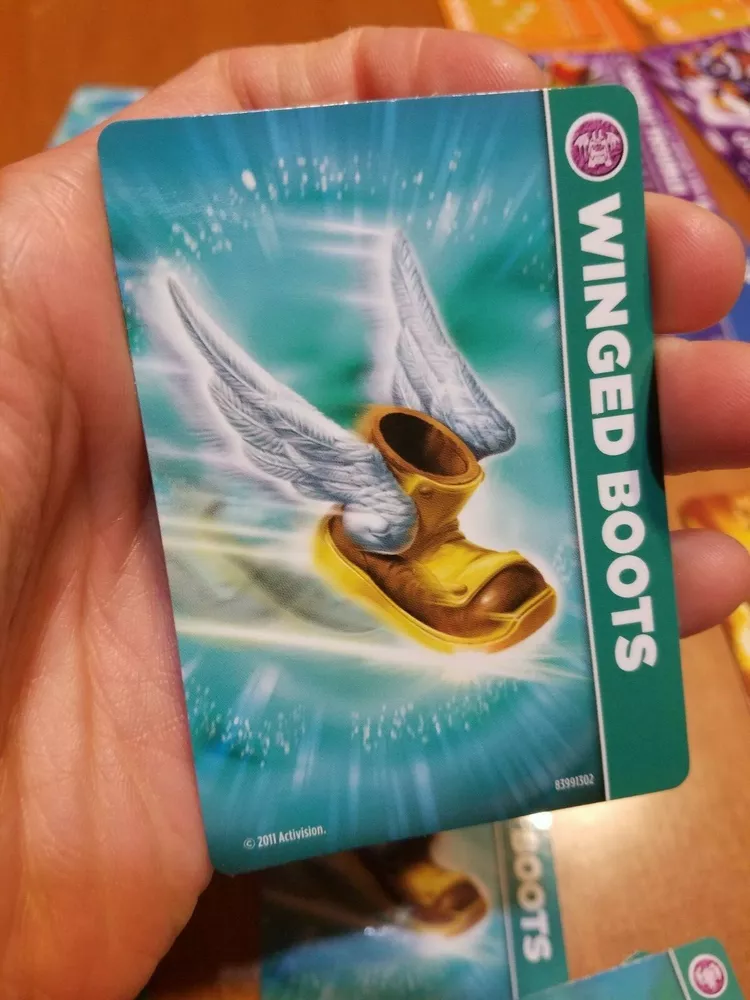 WINGED BOOTS
83991302
© 2011 Activision.
BOOTS